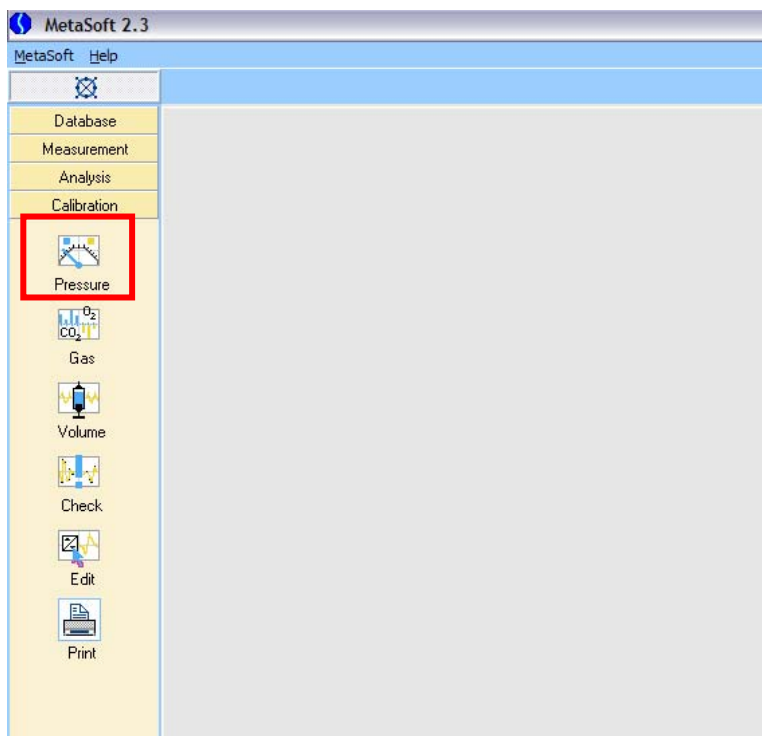 MetaSoft 2.3
MetaSoft Help
Database
Measurement
Analysis
Calibration
Pressure
O2
CO2
Gas
Volume
Check
Edit
Print